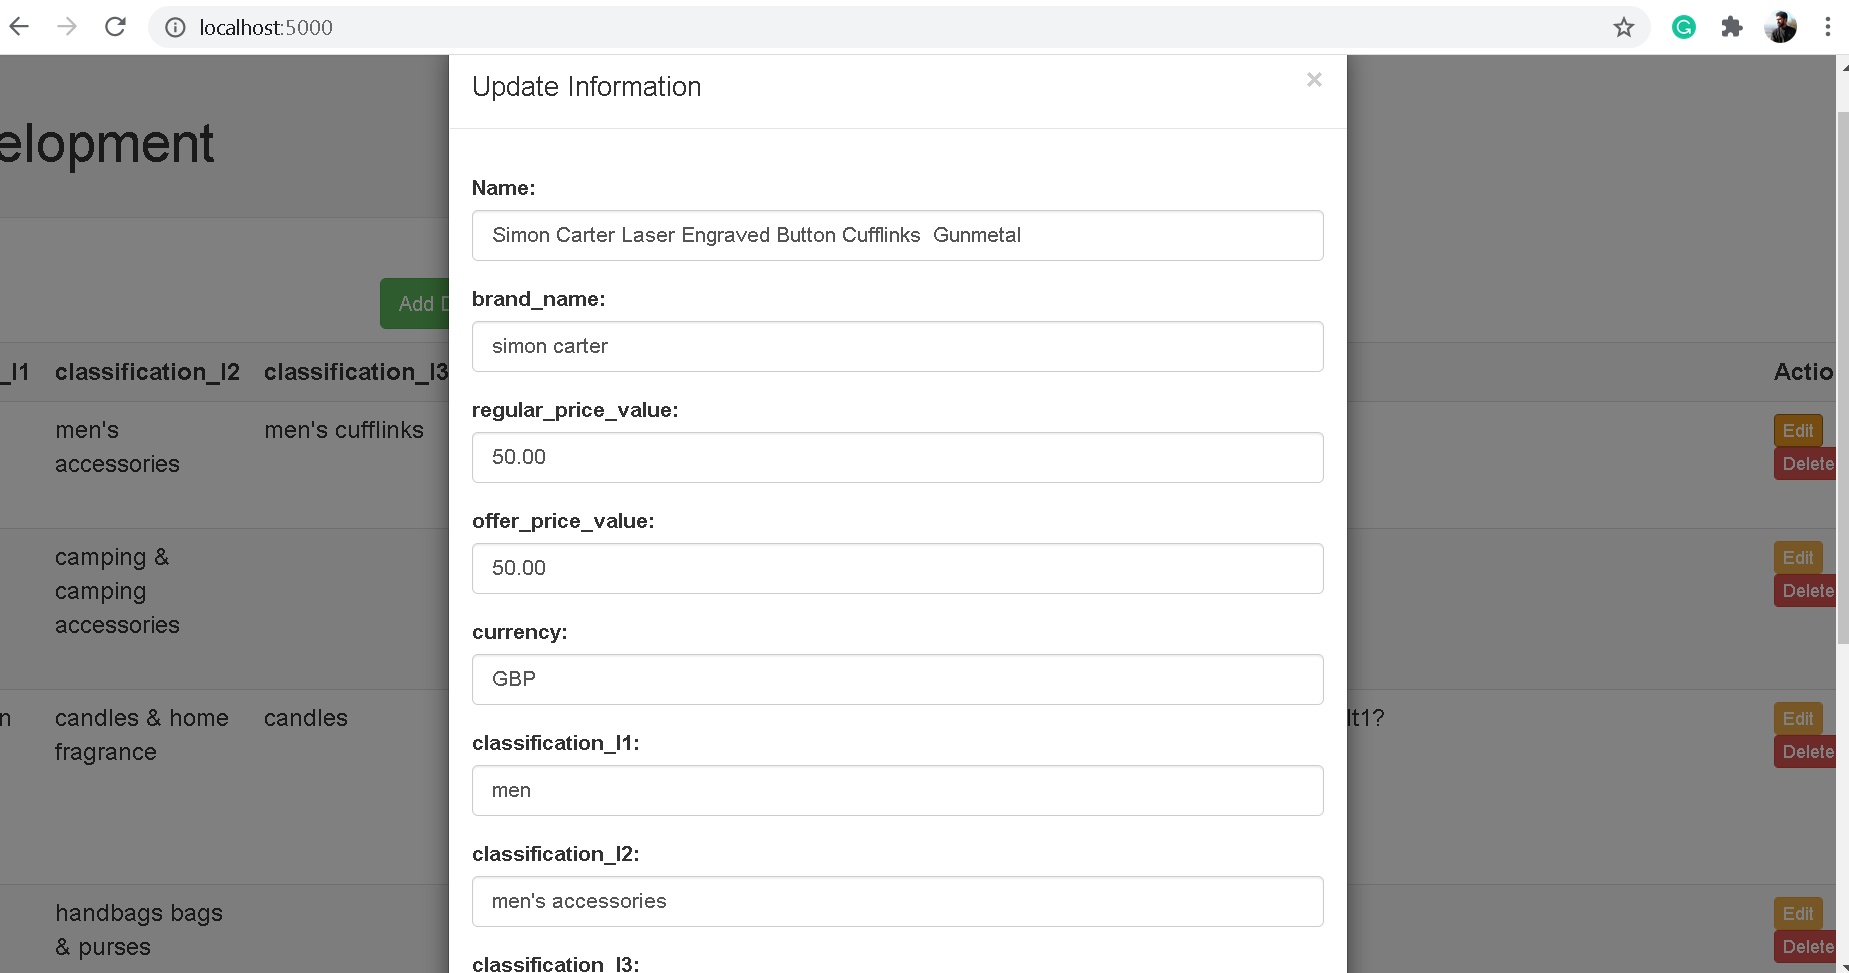 localhost:5000
Update Information
×
elopment
Name:
Simon Carter Laser Engraved Button Cufflinks  Gunmetal
brand_name:
simon carter
Add
regular_price_value:
50.00
offer_price_value:
50.00
currency:
GBP
classification_l1:
men
classification_l2:
men's accessories
classification_l3:
_l1 classification_l2 classification_l3 Actio
men's
accessories
men's cufflinks
Edit
Delete
camping &
camping
accessories
Edit
Delete
n
candles & home
fragrance
candles
lt1?
Edit
Delete
handbags bags
& purses
Edit
Delete